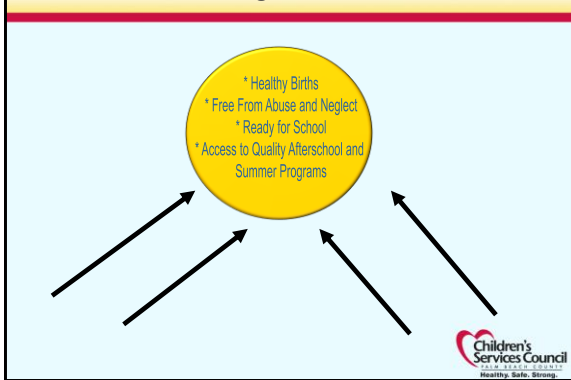 * Healthy Births
* Free From Abuse and Neglect
* Ready for School
* Access to Quality Afterschool and
Summer Programs
Children's
Services Council
PALM BEACH COUNTY
Healthy. Safe. Strong.